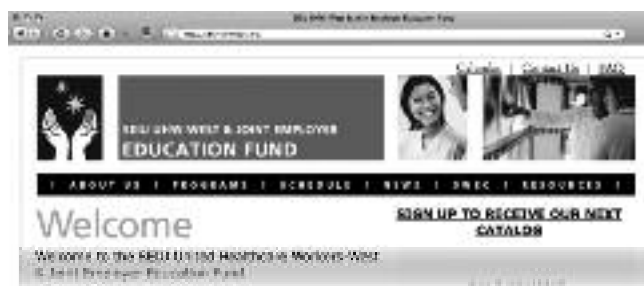 Calendar | Contact Us | FAQ
SEIU UHW-WEST & JOINT EMPLOYER
EDUCATION FUND
| ABOUT US | PROGRAMS | SCHEDULE | NEWS | SWEC | RESOURCES |
Welcome
SIGN UP TO RECEIVE OUR NEXT
CATALOG
Welcome to the SEIU United Healthcare Workers-West
& Joint Employer Education Fund